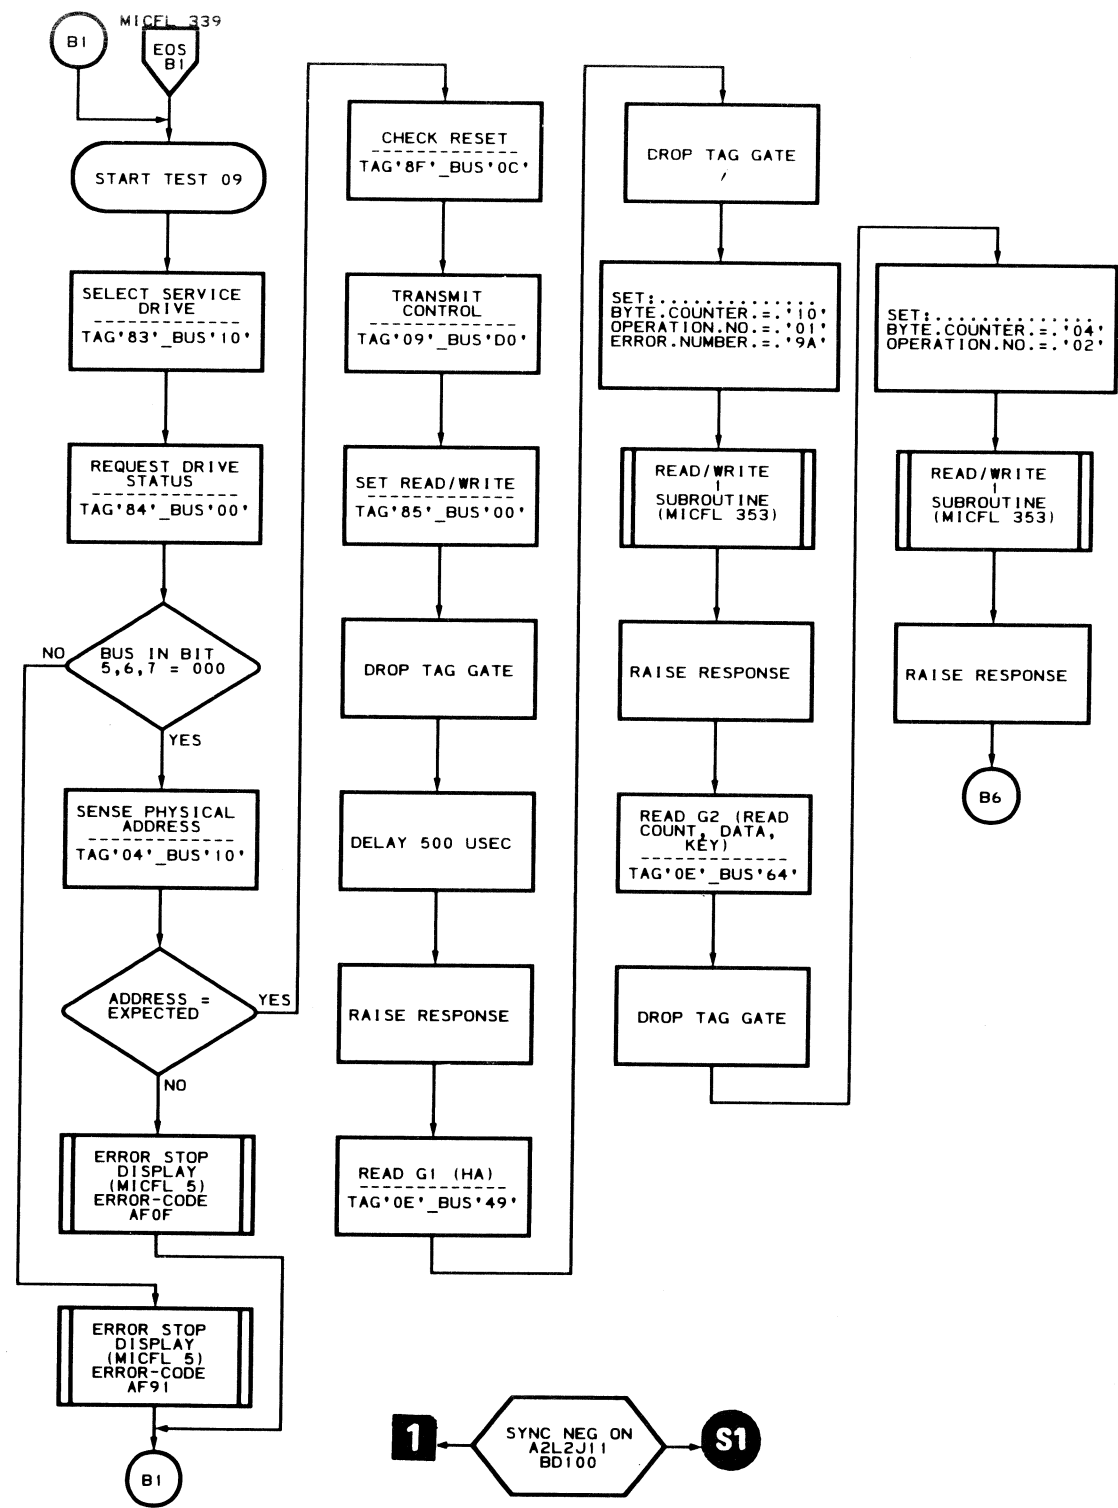 MICFL 339
B1
EOS
B1
START TEST 09
SELECT SERVICE
DRIVE
TAG'83'_BUS'10'
REQUEST DRIVE
STATUS
TAG'84'_BUS'00'
BUS IN BIT
5,6,7 = 000
NO
YES
SENSE PHYSICAL
ADDRESS
TAG'04'_BUS'10'
ADDRESS =
EXPECTED
YES
NO
ERROR STOP
DISPLAY
(MICFL 5)
ERROR-CODE
AF0F
ERROR STOP
DISPLAY
(MICFL 5)
ERROR-CODE
AF91
B1
CHECK RESET
TAG'8F'_BUS'0C'
TRANSMIT
CONTROL
TAG'09'_BUS'D0'
SET READ/WRITE
TAG'85'_BUS'00'
DROP TAG GATE
DELAY 500 USEC
RAISE RESPONSE
READ G1 (HA)
TAG'0E'_BUS'49'
DROP TAG GATE
SET:..............
BYTE.COUNTER.=.'10'
OPERATION.NO.=.'01'
ERROR.NUMBER.=.'9A'
READ/WRITE
1
SUBROUTINE
(MICFL 353)
RAISE RESPONSE
READ G2 (READ
COUNT, DATA,
KEY)
TAG'0E'_BUS'64'
DROP TAG GATE
SET:..............
BYTE.COUNTER.=.'04'
OPERATION.NO.=.'02'
READ/WRITE
1
SUBROUTINE
(MICFL 353)
RAISE RESPONSE
B6
1
SYNC NEG ON
A2L2J11
BD100
S1